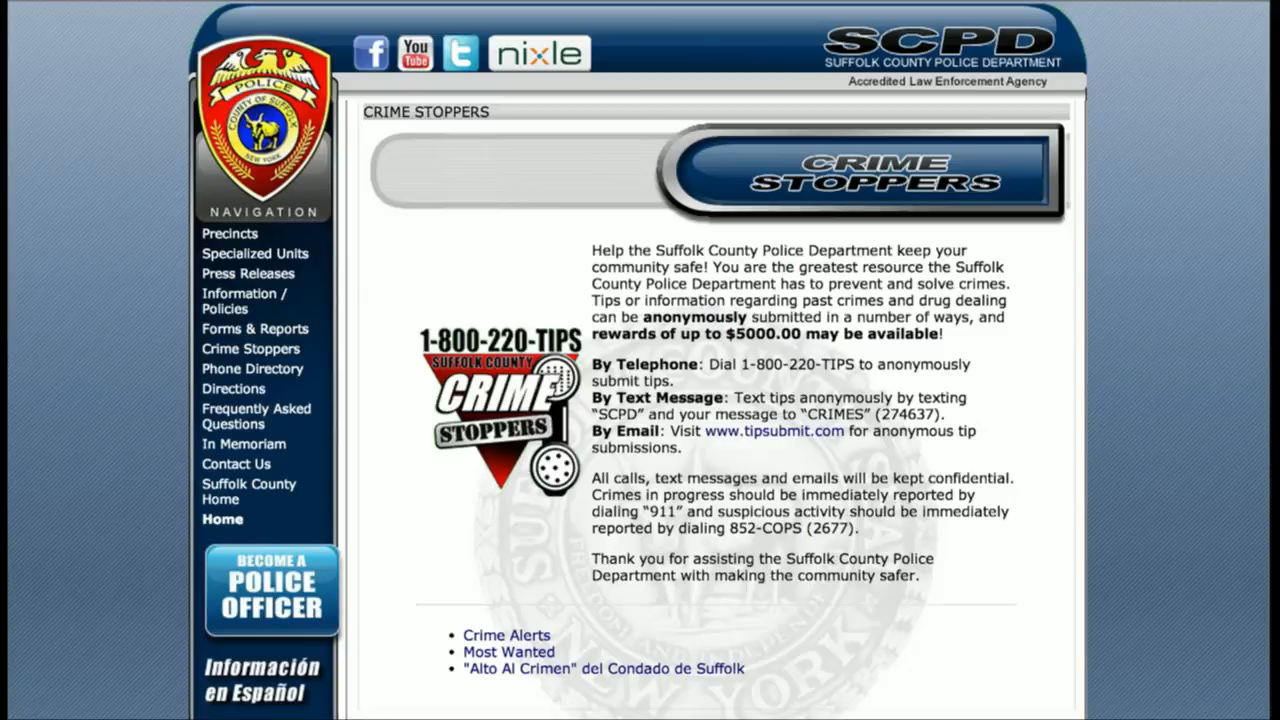 You
Tube
nixle
SCPD
SUFFOLK COUNTY POLICE DEPARTMENT
Accredited Law Enforcement Agency
POLICE
COUNTY OF SUFFOLK
NEW YORK
NAVIGATION
Precincts
Specialized Units
Press Releases
Information /
Policies
Forms & Reports
Crime Stoppers
Phone Directory
Directions
Frequently Asked
Questions
In Memoriam
Contact Us
Suffolk County
Home
Home
BECOME A
POLICE
OFFICER
Información
en Español
CRIME STOPPERS
CRIME
STOPPERS
1-800-220-TIPS
SUFFOLK COUNTY
CRIME
STOPPERS
Help the Suffolk County Police Department keep your
community safe! You are the greatest resource the Suffolk
County Police Department has to prevent and solve crimes.
Tips or information regarding past crimes and drug dealing
can be anonymously submitted in a number of ways, and
rewards of up to $5000.00 may be available!
By Telephone: Dial 1-800-220-TIPS to anonymously
submit tips.
By Text Message: Text tips anonymously by texting
“SCPD” and your message to “CRIMES” (274637).
By Email: Visit www.tipsubmit.com for anonymous tip
submissions.
All calls, text messages and emails will be kept confidential.
Crimes in progress should be immediately reported by
dialing “911” and suspicious activity should be immediately
reported by dialing 852-COPS (2677).
Thank you for assisting the Suffolk County Police
Department with making the community safer.
• Crime Alerts
• Most Wanted
• "Alto Al Crimen" del Condado de Suffolk